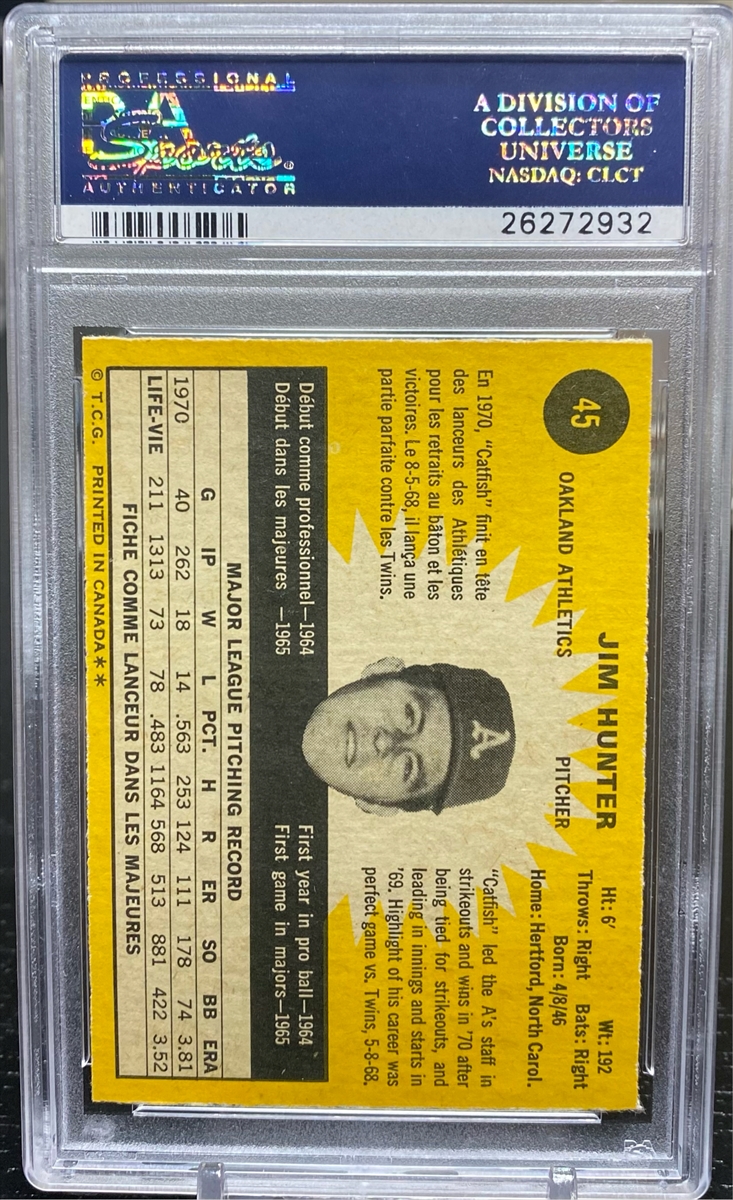 PROFESSIONAL
PSA
Sports
AUTHENTICATOR
A DIVISION OF
COLLECTORS
UNIVERSE
NASDAQ: CLCT
26272932
45
JIM HUNTER
OAKLAND ATHLETICS PITCHER
Ht: 6' Wt: 192
Throws: Right Bats: Right
Born: 4/8/46
Home: Hertford, North Carol.
En 1970, "Catfish" finit en tête
des lanceurs des Athlétiques
pour les retraits au bâton et les
victoires. Le 8-5-68, il lança une
partie parfaite contre les Twins.
A
"Catfish" led the A's staff in
strikeouts and wins in '70 after
being tied for strikeouts, and
leading in innings and starts in
'69. Highlight of his career was
perfect game vs. Twins, 5-8-68.
Début comme professionnel—1964
Début dans les majeures —1965
First year in pro ball—1964
First game in majors—1965
MAJOR LEAGUE PITCHING RECORD
G IP W L PCT. H R ER SO BB ERA
1970 40 262 18 14 .563 253 124 111 178 74 3.81
LIFE-VIE 211 1313 73 78 .483 1164 568 513 881 422 3.52
FICHE COMME LANCEUR DANS LES MAJEURES
© T.C.G. PRINTED IN CANADA**